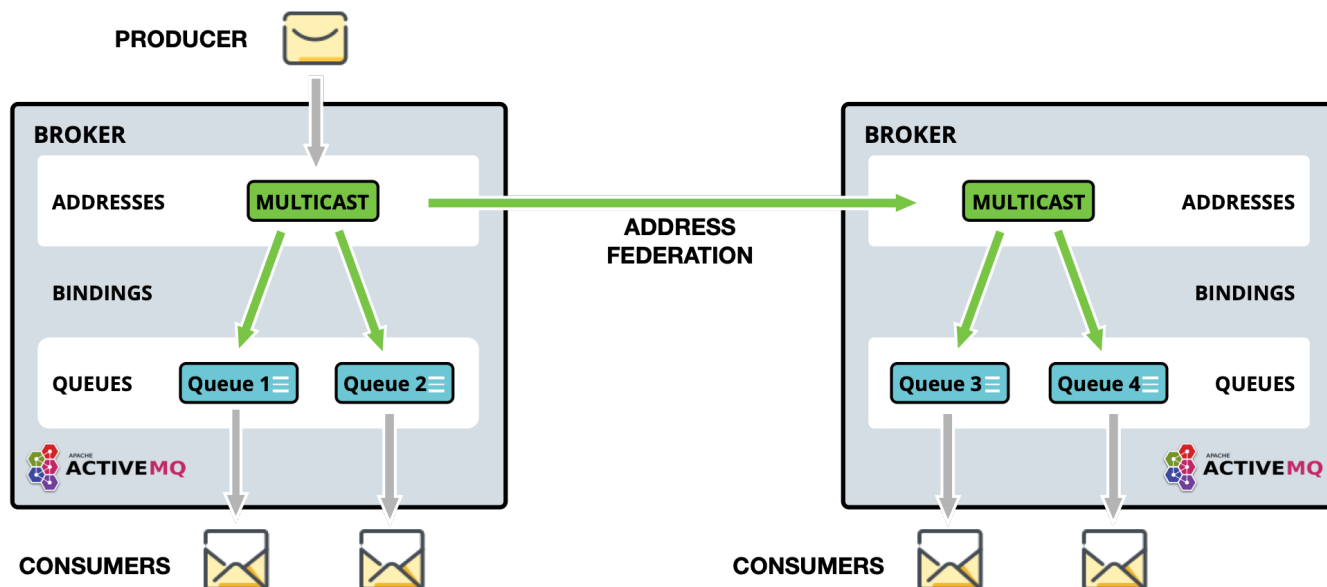 PRODUCER
BROKER
ADDRESSES
MULTICAST
BINDINGS
QUEUES
Queue 1
Queue 2
APACHE
ACTIVEMQ
CONSUMERS
ADDRESS
FEDERATION
BROKER
MULTICAST
ADDRESSES
BINDINGS
Queue 3
Queue 4
QUEUES
APACHE
ACTIVEMQ
CONSUMERS